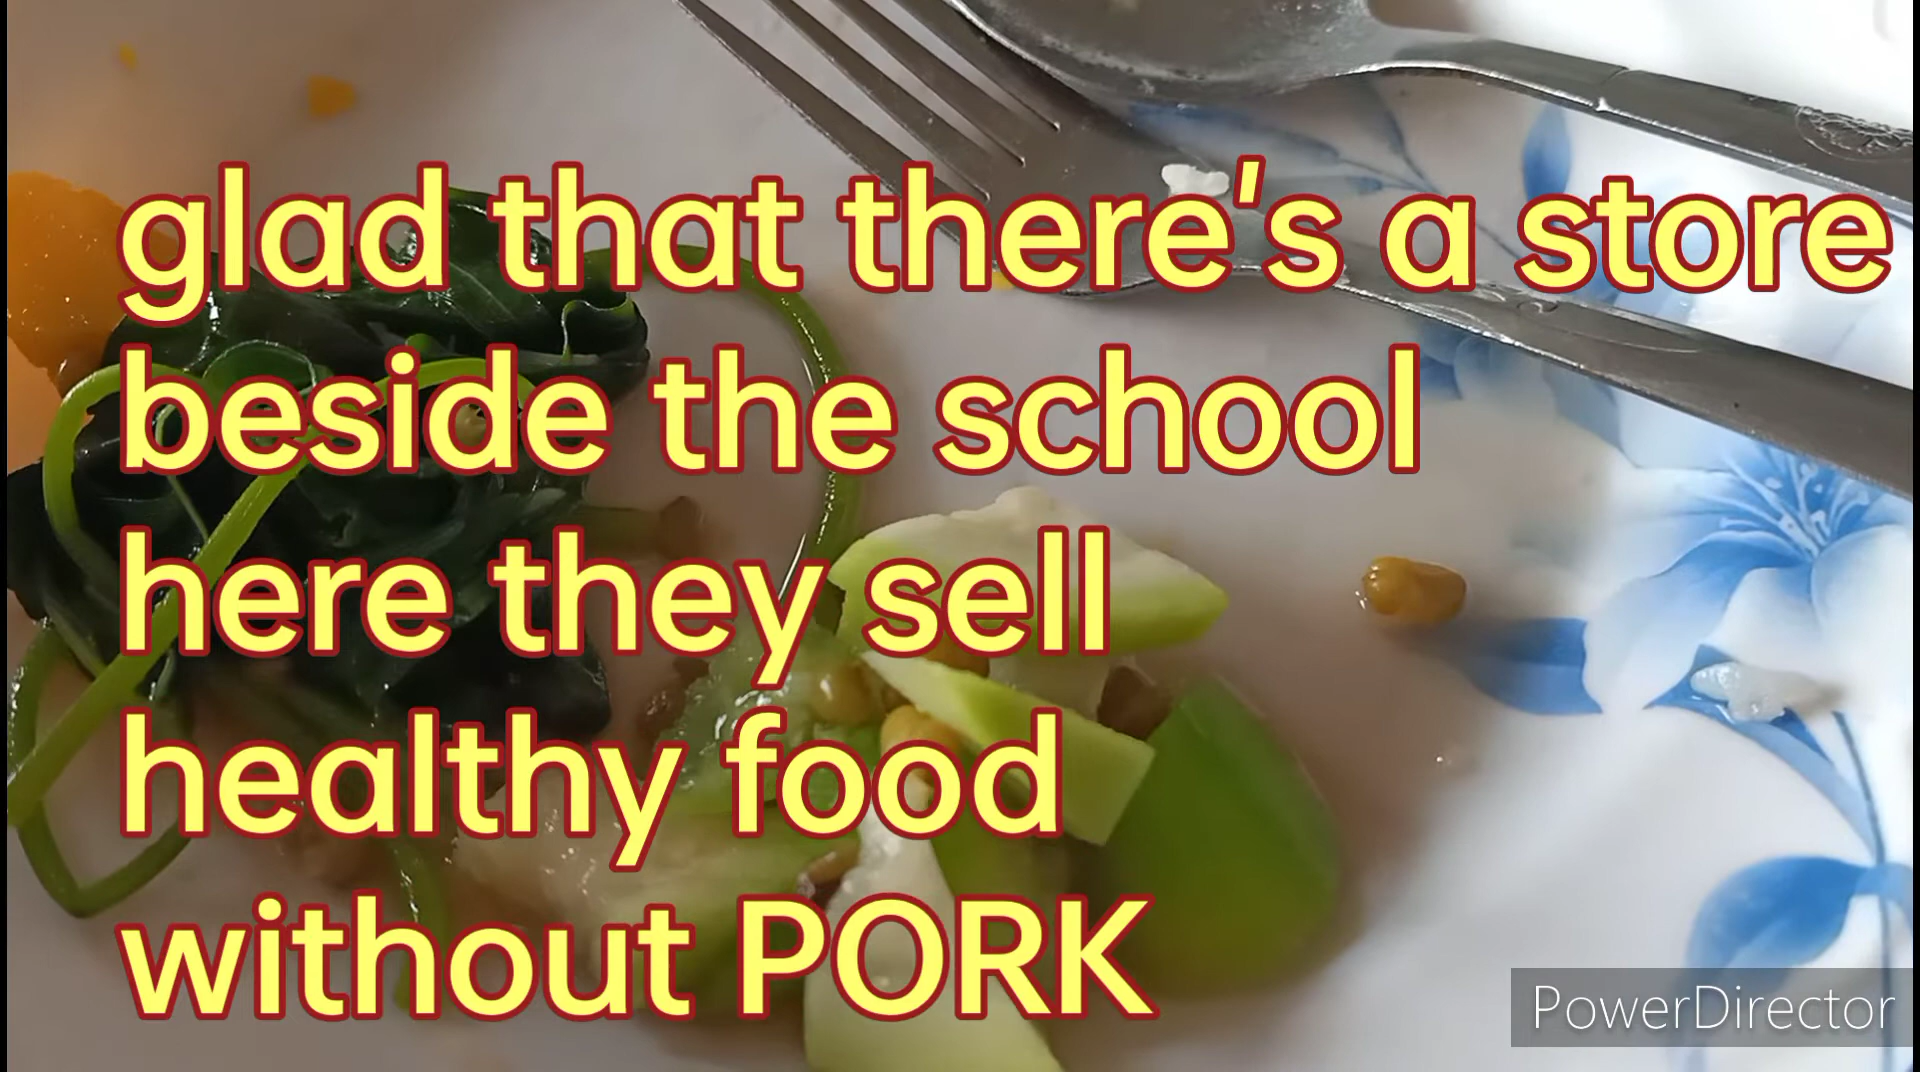 glad that there's a store
beside the school
here they sell
healthy food
without PORK
PowerDirector